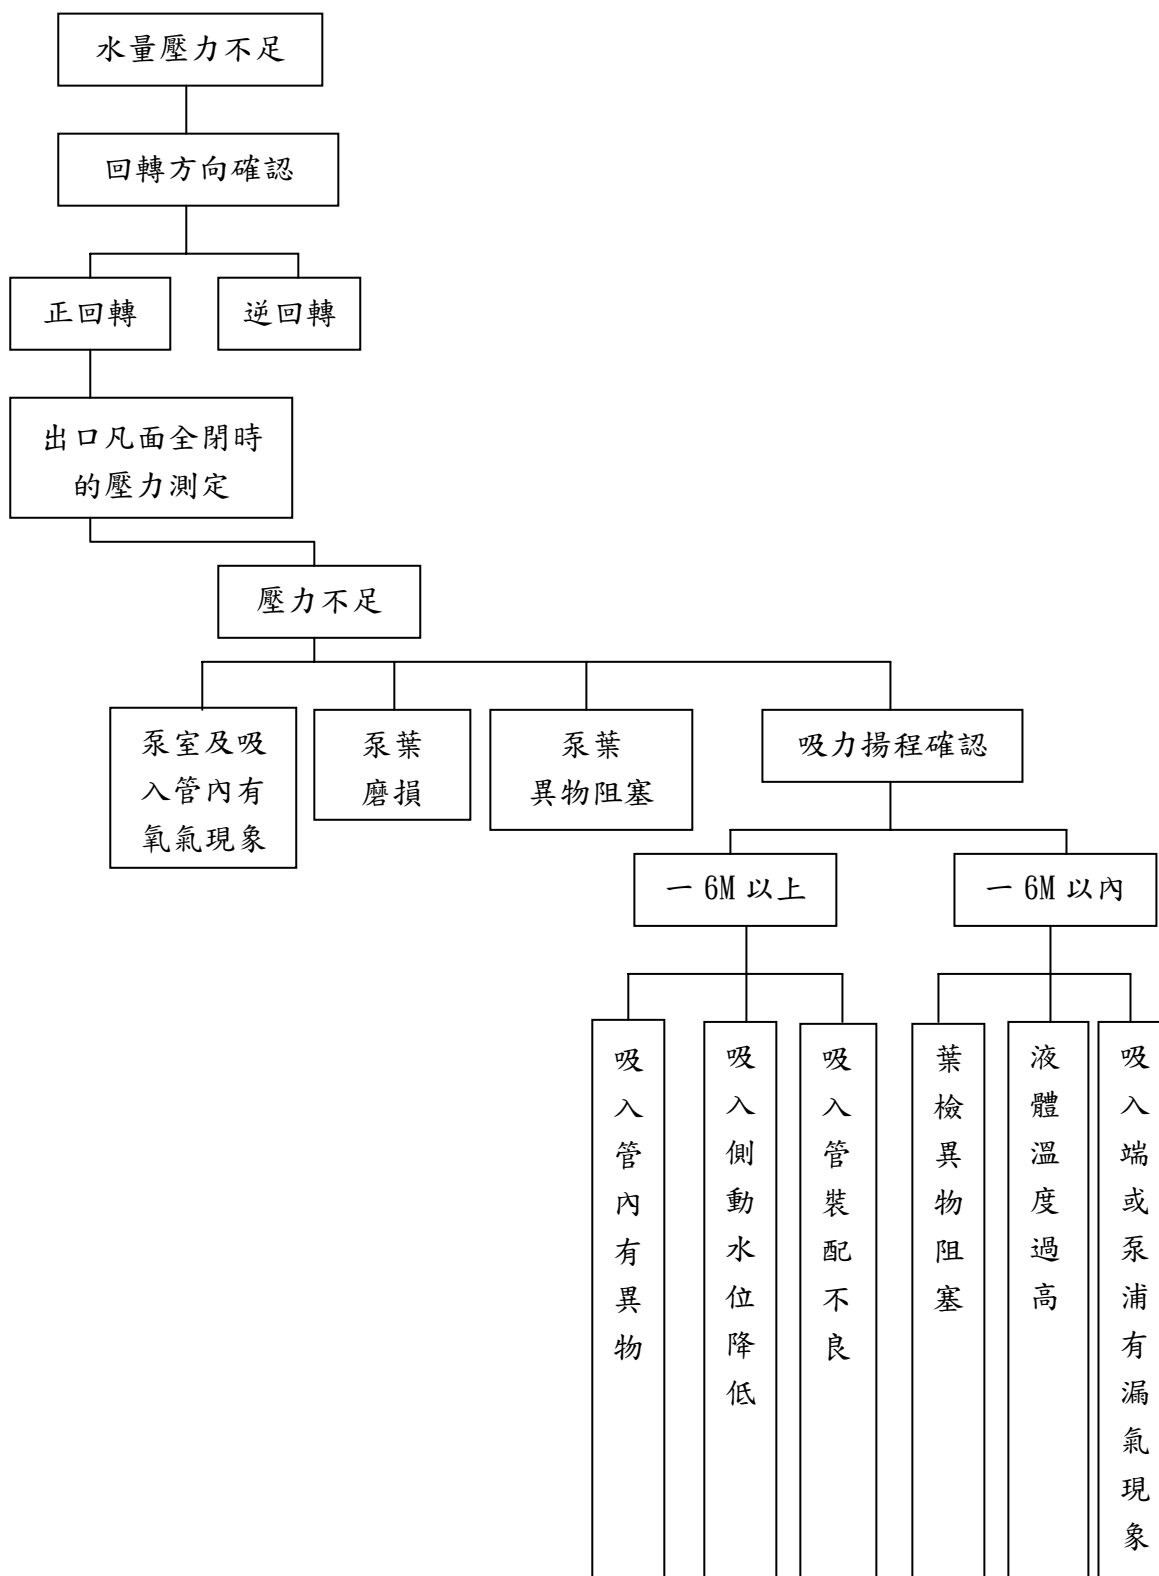 水量壓力不足
回轉方向確認
正回轉
逆回轉
出口凡面全閉時
的壓力測定
壓力不足
泵室及吸
入管內有
氧氣現象
泵葉
磨損
泵葉
異物阻塞
吸力揚程確認
一 6M 以上
一 6M 以內
吸入管內有異物
吸入側動水位降低
吸入管裝配不良
葉檢異物阻塞
液體溫度過高
吸入端或泵浦有漏氣現象